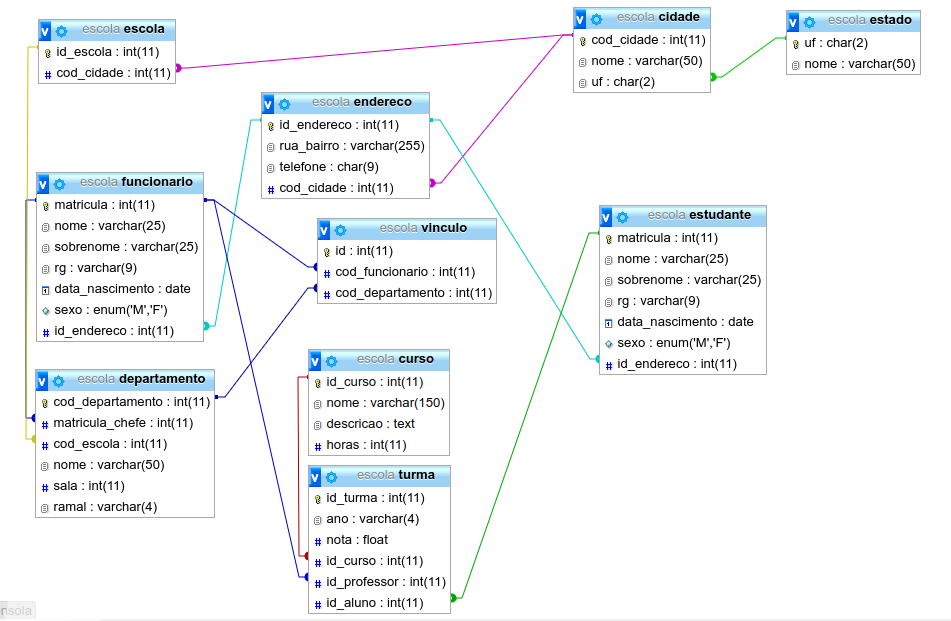 escola escola
id_escola : int(11)
cod_cidade : int(11)
escola cidade
cod_cidade : int(11)
nome : varchar(50)
uf : char(2)
escola estado
uf : char(2)
nome : varchar(50)
escola endereco
id_endereco : int(11)
rua_bairro : varchar(255)
telefone : char(9)
cod_cidade : int(11)
escola funcionario
matricula : int(11)
nome : varchar(25)
sobrenome : varchar(25)
rg : varchar(9)
data_nascimento : date
sexo : enum('M','F')
id_endereco : int(11)
escola vinculo
id : int(11)
cod_funcionario : int(11)
cod_departamento : int(11)
escola estudante
matricula : int(11)
nome : varchar(25)
sobrenome : varchar(25)
rg : varchar(9)
data_nascimento : date
sexo : enum('M','F')
id_endereco : int(11)
escola departamento
cod_departamento : int(11)
matricula_chefe : int(11)
cod_escola : int(11)
nome : varchar(50)
sala : int(11)
ramal : varchar(4)
escola curso
id_curso : int(11)
nome : varchar(150)
descricao : text
horas : int(11)
escola turma
id_turma : int(11)
ano : varchar(4)
nota : float
id_curso : int(11)
id_professor : int(11)
id_aluno : int(11)
nsola